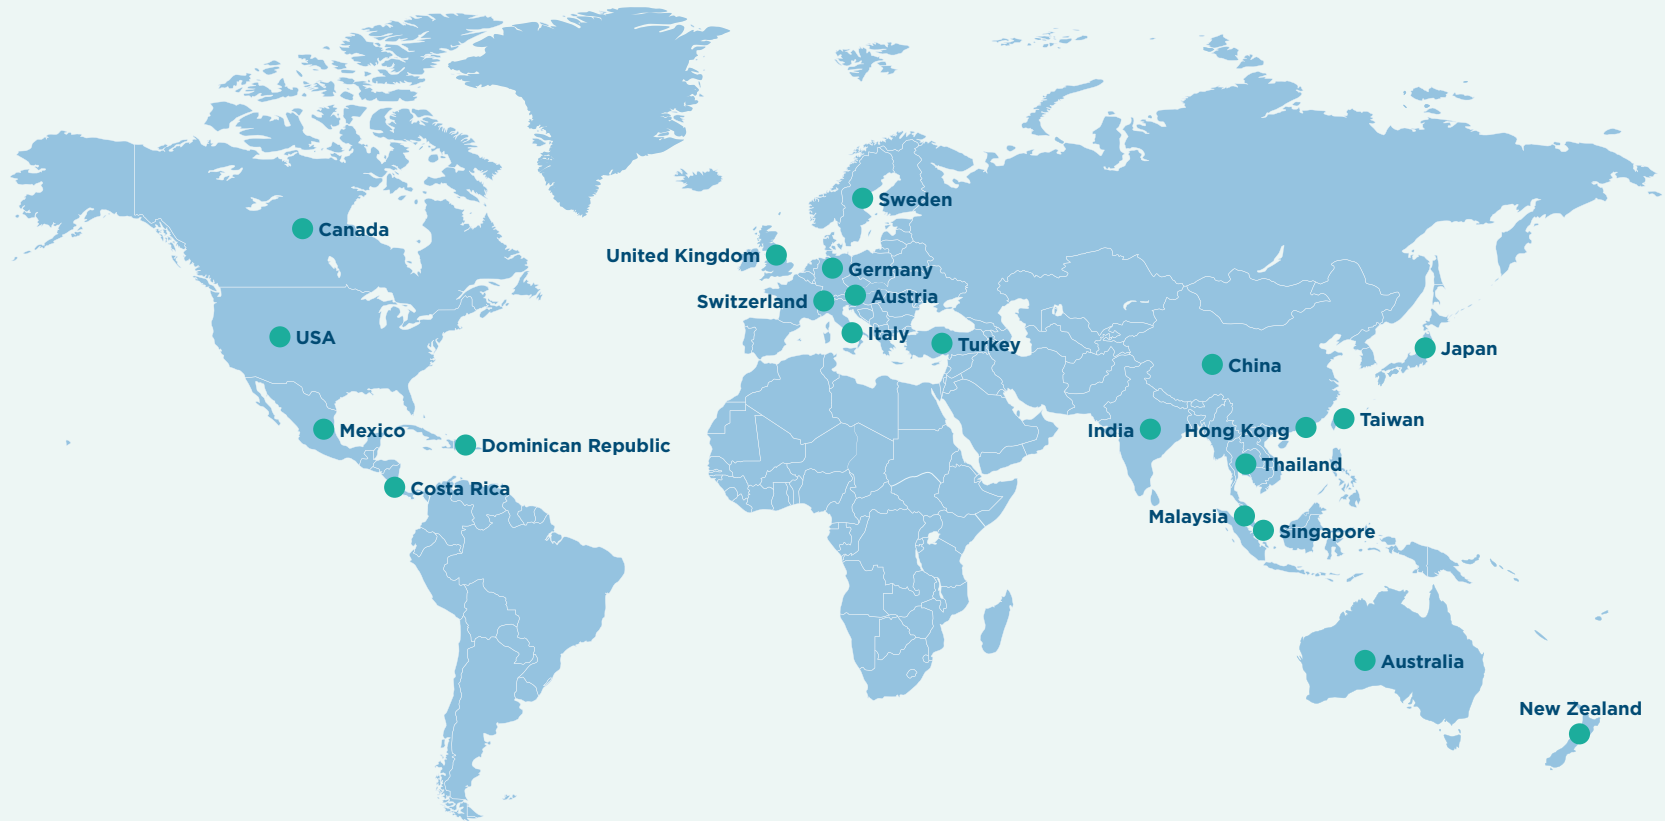 Sweden
Canada
United Kingdom
Germany
Switzerland
Austria
Italy
USA
Turkey
Japan
China
Taiwan
Mexico
India
Hong Kong
Dominican Republic
Thailand
Costa Rica
Malaysia
Singapore
Australia
New Zealand